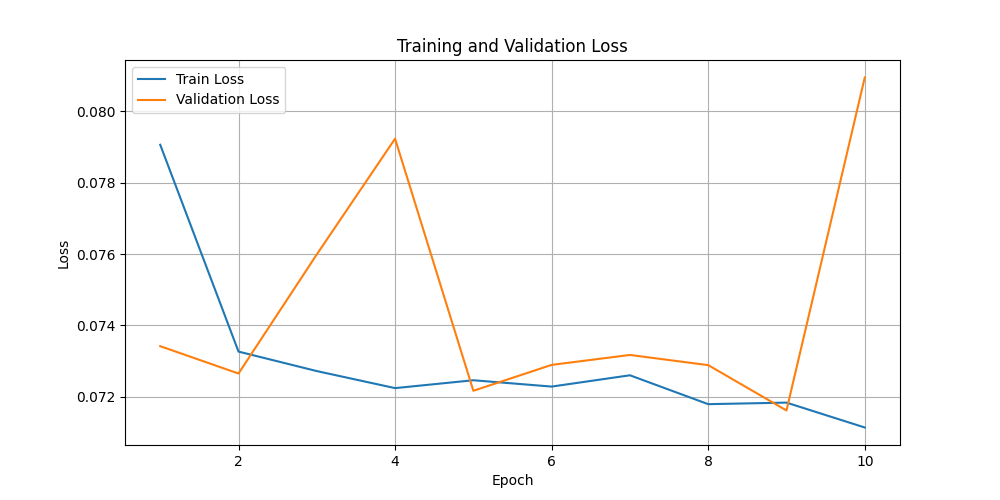 Training and Validation Loss
Train Loss
Validation Loss
0.080
0.078
0.076
0.074
0.072
Loss
2 4 6 8 10
Epoch